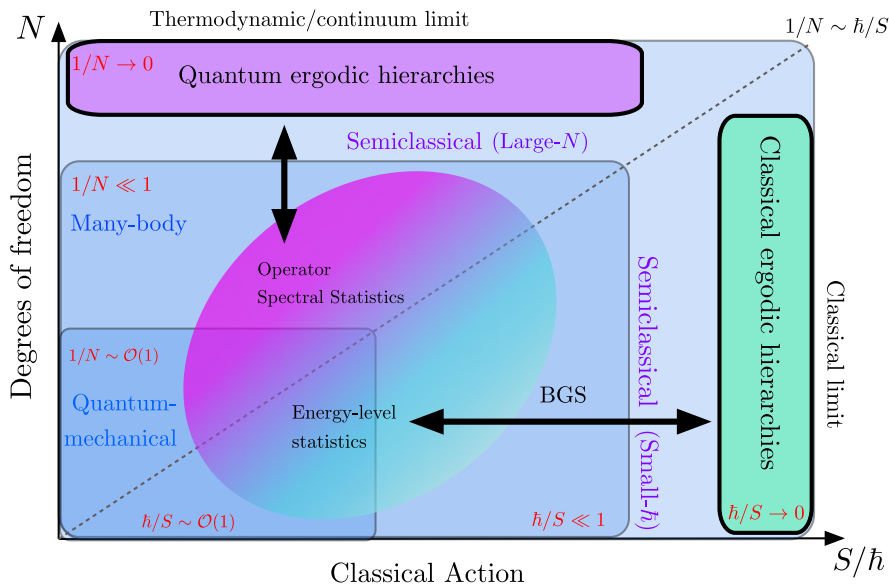 Thermodynamic/continuum limit
N
1/N ∼ ℏ/S
1/N → 0
Quantum ergodic hierarchies
Semiclassical (Large-N)
1/N ≪ 1
Many-body
Operator
Spectral Statistics
1/N ∼ 𝒪(1)
Quantum-
mechanical
Energy-level
statistics
BGS
ℏ/S ∼ 𝒪(1)
ℏ/S ≪ 1
ℏ/S → 0
Degrees of freedom
Semiclassical (Small-ℏ)
Classical ergodic hierarchies
Classical limit
S/ℏ
Classical Action